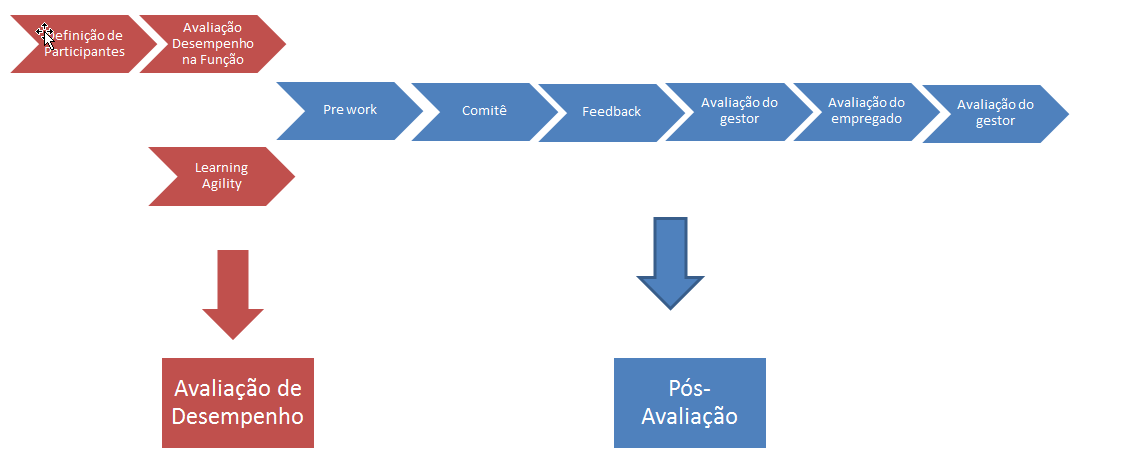 Definição de
Participantes
Avaliação
Desempenho
na Função
Pre work
Comitê
Feedback
Avaliação do
gestor
Avaliação do
empregado
Avaliação do
gestor
Learning
Agility
Avaliação de
Desempenho
Pós-
Avaliação